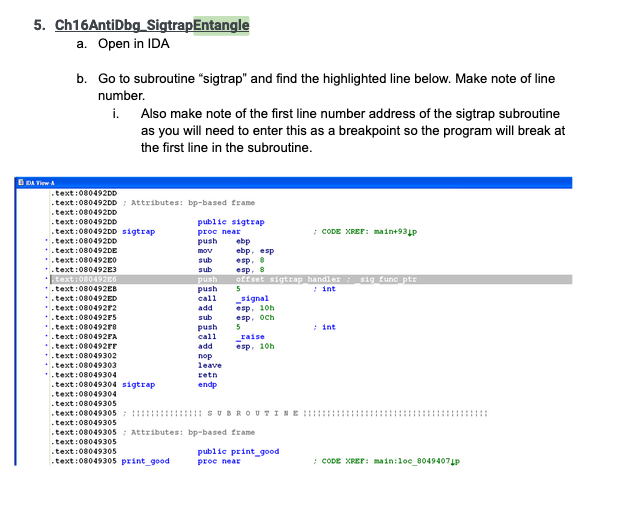 5. Ch16AntiDbg_SigtrapEntangle
a. Open in IDA
b. Go to subroutine “sigtrap” and find the highlighted line below. Make note of line
number.
i. Also make note of the first line number address of the sigtrap subroutine
as you will need to enter this as a breakpoint so the program will break at
the first line in the subroutine.
IDA View-A
.text:080492DD
.text:080492DD ; Attributes: bp-based frame
.text:080492DD
.text:080492DD public sigtrap
.text:080492DD sigtrap proc near ; CODE XREF: main+93↓p
.text:080492DD push ebp
.text:080492DE mov ebp, esp
.text:080492E0 sub esp, 8
.text:080492E3 sub esp, 8
.text:080492E6 push offset sigtrap_handler ; _sig_func_ptr
.text:080492EB push 5 ; int
.text:080492ED call _signal
.text:080492F2 add esp, 10h
.text:080492F5 sub esp, 0Ch
.text:080492F8 push 5 ; int
.text:080492FA call _raise
.text:080492FF add esp, 10h
.text:08049302 nop
.text:08049303 leave
.text:08049304 retn
.text:08049304 sigtrap endp
.text:08049304
.text:08049305
.text:08049305 ; ||||||||||||||| S U B R O U T I N E |||||||||||||||||||||||||||||||||||||||
.text:08049305
.text:08049305 ; Attributes: bp-based frame
.text:08049305
.text:08049305 public print_good
.text:08049305 print_good proc near ; CODE XREF: main:loc_8049407↓p